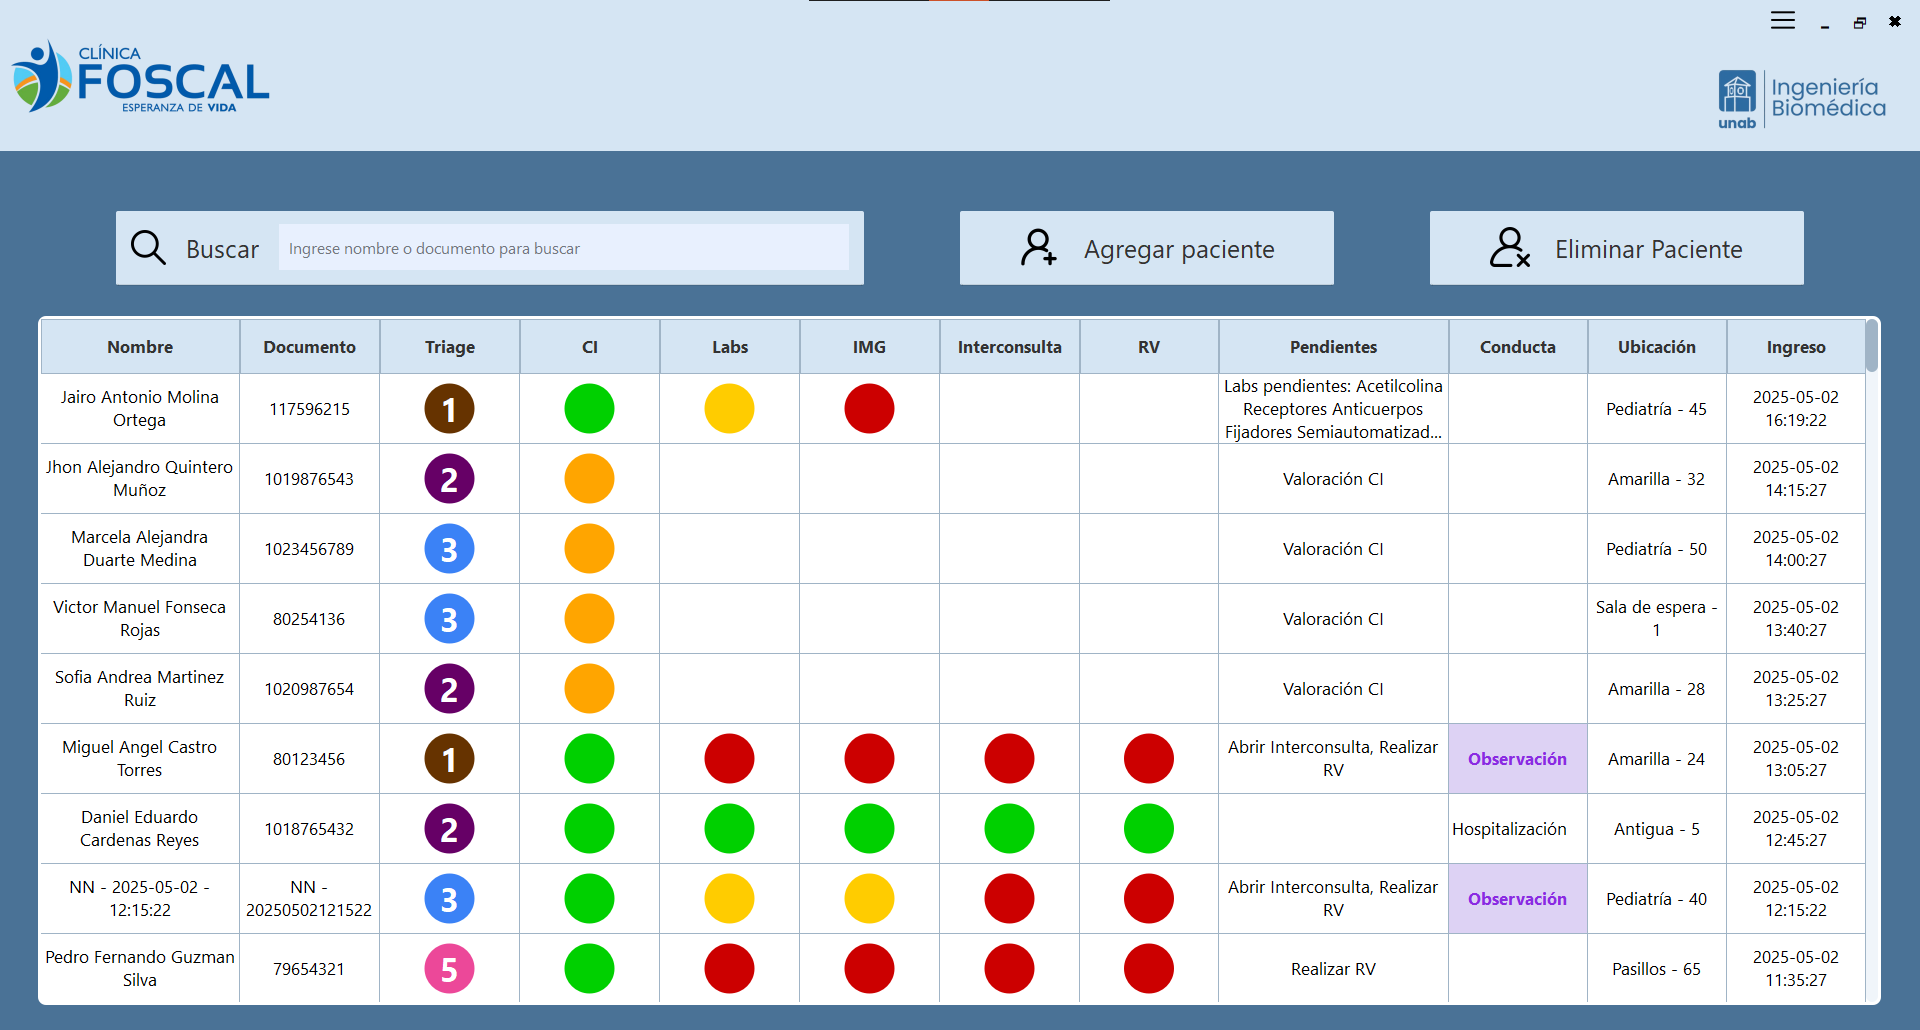 CLÍNICA
FOSCAL
ESPERANZA DE VIDA
unab
Ingeniería
Biomédica
Buscar
Ingrese nombre o documento para buscar
Agregar paciente
Eliminar Paciente
Nombre Documento Triage CI Labs IMG Interconsulta RV Pendientes Conducta Ubicación Ingreso
Jairo Antonio Molina
Ortega
117596215
1
Labs pendientes: Acetilcolina
Receptores Anticuerpos
Fijadores Semiautomatizad...
Pediatría - 45
2025-05-02
16:19:22
Jhon Alejandro Quintero
Muñoz
1019876543
2
Valoración CI
Amarilla - 32
2025-05-02
14:15:27
Marcela Alejandra
Duarte Medina
1023456789
3
Valoración CI
Pediatría - 50
2025-05-02
14:00:27
Victor Manuel Fonseca
Rojas
80254136
3
Valoración CI
Sala de espera -
1
2025-05-02
13:40:27
Sofia Andrea Martinez
Ruiz
1020987654
2
Valoración CI
Amarilla - 28
2025-05-02
13:25:27
Miguel Angel Castro
Torres
80123456
1
Abrir Interconsulta, Realizar
RV
Observación
Amarilla - 24
2025-05-02
13:05:27
Daniel Eduardo
Cardenas Reyes
1018765432
2
Hospitalización
Antigua - 5
2025-05-02
12:45:27
NN - 2025-05-02 -
12:15:22
NN -
20250502121522
3
Abrir Interconsulta, Realizar
RV
Observación
Pediatría - 40
2025-05-02
12:15:22
Pedro Fernando Guzman
Silva
79654321
5
Realizar RV
Pasillos - 65
2025-05-02
11:35:27